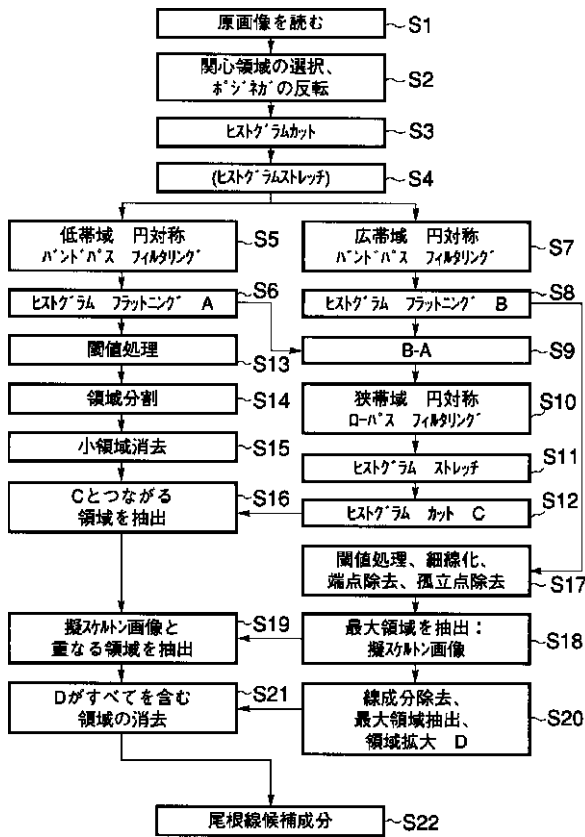 原画像を読む
S1
関心領域の選択、
ﾎﾟｼﾞﾈｶﾞの反転
S2
ﾋｽﾄｸﾞﾗﾑｶｯﾄ
S3
(ﾋｽﾄｸﾞﾗﾑｽﾄﾚｯﾁ)
S4
低帯域 円対称
ﾊﾞﾝﾄﾞﾊﾟｽ ﾌｨﾙﾀﾘﾝｸﾞ
S5
広帯域 円対称
ﾊﾞﾝﾄﾞﾊﾟｽ ﾌｨﾙﾀﾘﾝｸﾞ
S7
ﾋｽﾄｸﾞﾗﾑ ﾌﾗｯﾄﾆﾝｸﾞ A
S6
ﾋｽﾄｸﾞﾗﾑ ﾌﾗｯﾄﾆﾝｸﾞ B
S8
閾値処理
S13
B-A
S9
領域分割
S14
狭帯域 円対称
ﾛｰﾊﾟｽ ﾌｨﾙﾀﾘﾝｸﾞ
S10
小領域消去
S15
ﾋｽﾄｸﾞﾗﾑ ｽﾄﾚｯﾁ
S11
Cとつながる
領域を抽出
S16
ﾋｽﾄｸﾞﾗﾑ ｶｯﾄ C
S12
閾値処理、細線化、
端点除去、孤立点除去
S17
擬ｽｹﾙﾄﾝ画像と
重なる領域を抽出
S19
最大領域を抽出：
擬ｽｹﾙﾄﾝ画像
S18
Dがすべてを含む
領域の消去
S21
線成分除去、
最大領域抽出、
領域拡大 D
S20
尾根線候補成分
S22